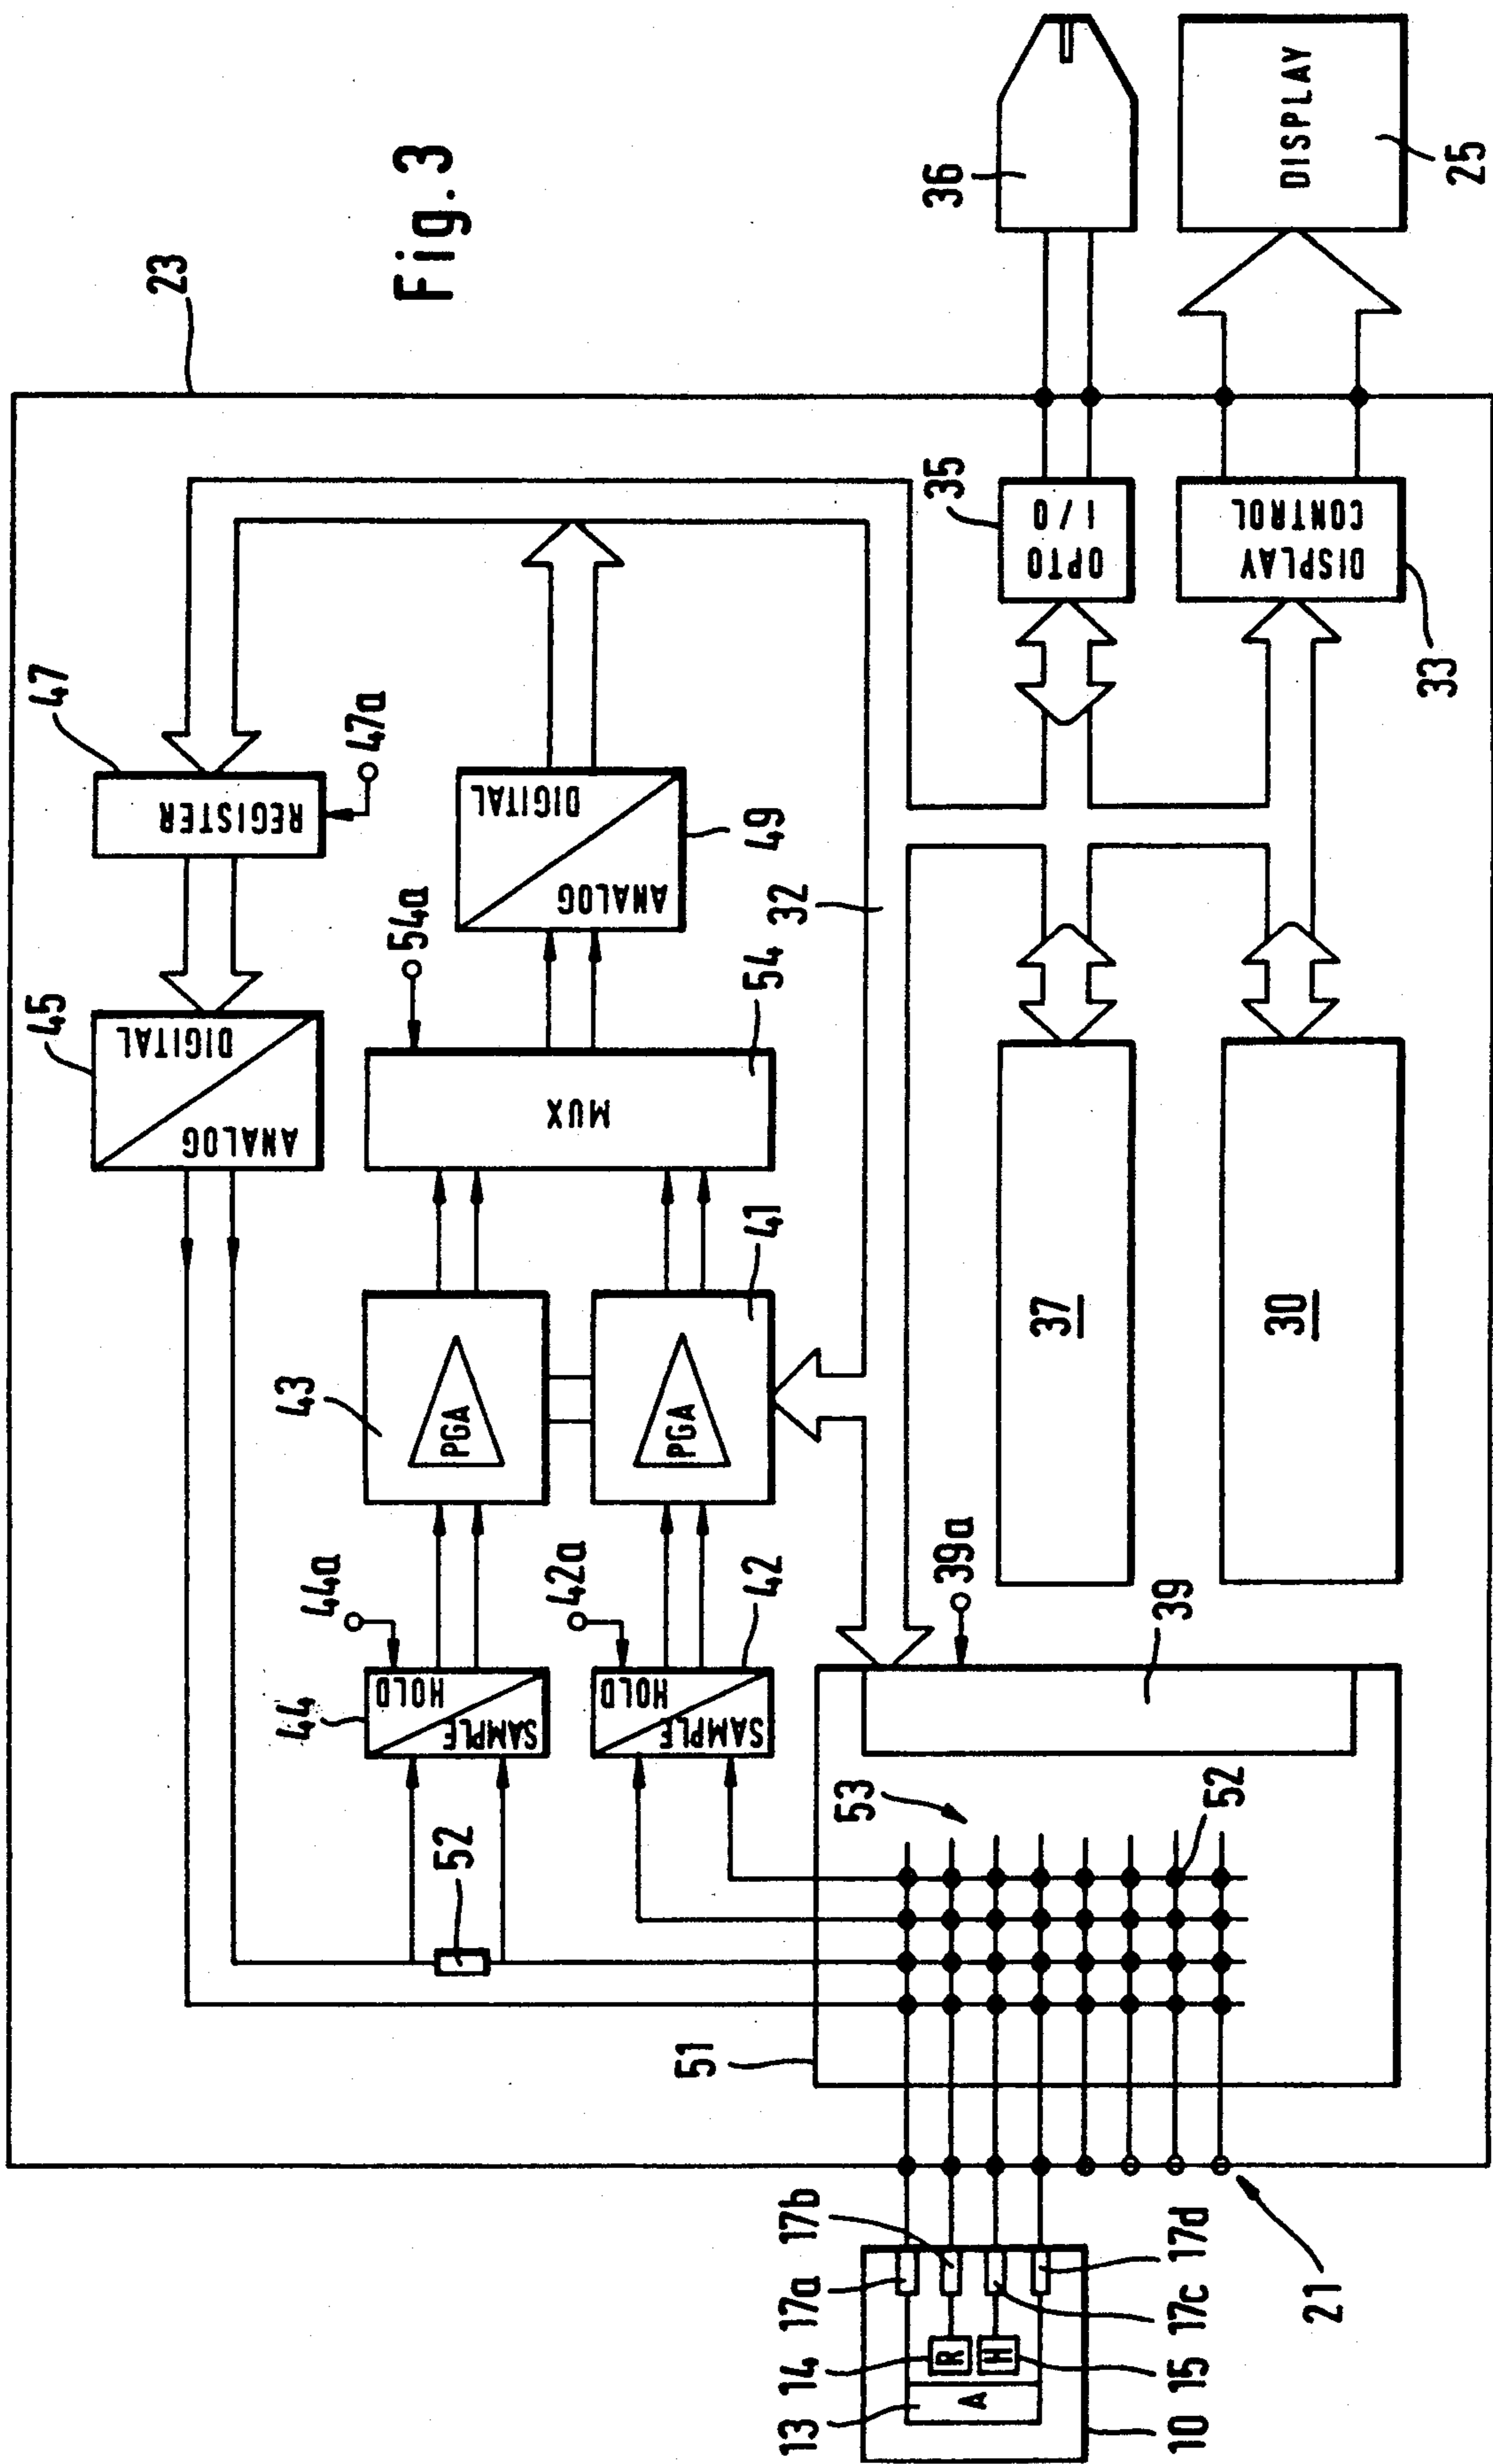 Fig. 3
23
47
REGISTER
47a
45
DIGITAL
ANALOG
DIGITAL
ANALOG
49
54a
MUX
54
32
43
PGA
PGA
41
44a
44
HOLD
SAMPLE
42a
HOLD
SAMPLE
42
52
53
52
51
39a
39
37
30
35
OPTO
I/O
36
DISPLAY
CONTROL
33
DISPLAY
25
17a
17b
17c
17d
R
H
A
13
14
15
10
21